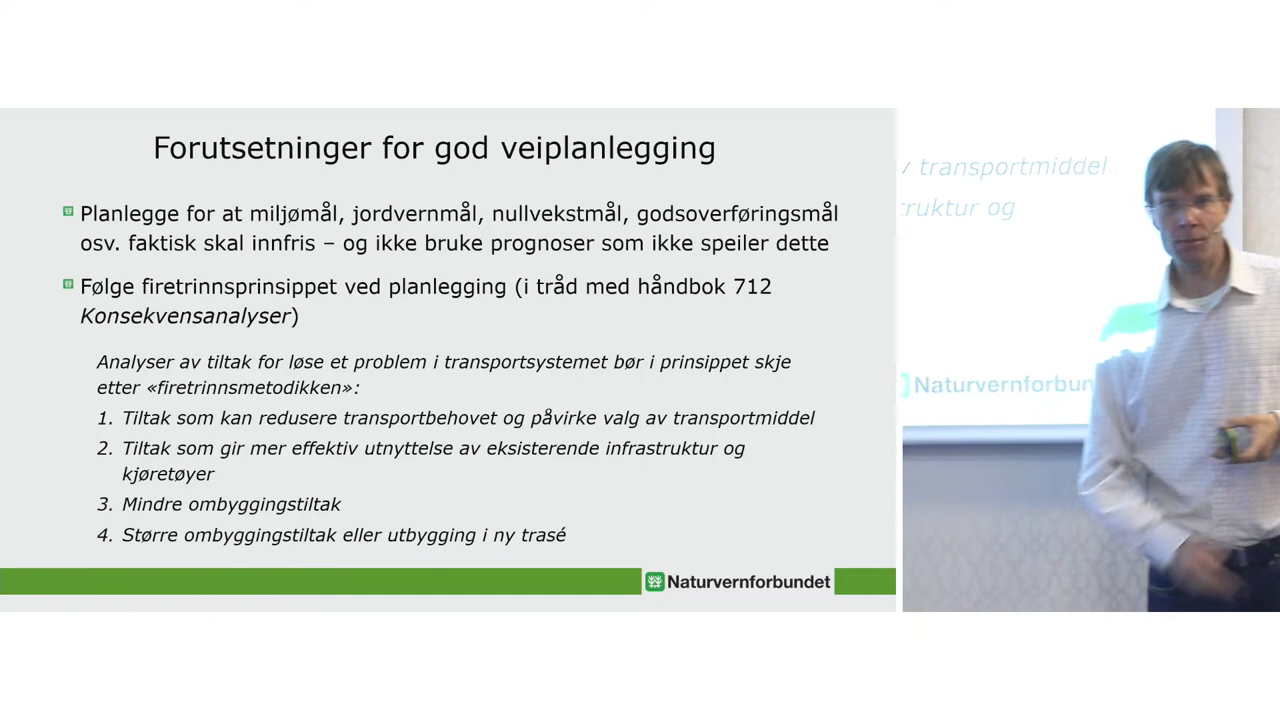 Forutsetninger for god veiplanlegging
Planlegge for at miljømål, jordvernmål, nullvekstmål, godsoverføringsmål
osv. faktisk skal innfris – og ikke bruke prognoser som ikke speiler dette
Følge firetrinnsprinsippet ved planlegging (i tråd med håndbok 712
Konsekvensanalyser)
Analyser av tiltak for løse et problem i transportsystemet bør i prinsippet skje
etter «firetrinnsmetodikken»:
1. Tiltak som kan redusere transportbehovet og påvirke valg av transportmiddel
2. Tiltak som gir mer effektiv utnyttelse av eksisterende infrastruktur og
kjøretøyer
3. Mindre ombyggingstiltak
4. Større ombyggingstiltak eller utbygging i ny trasé
Naturvernforbundet
v transportmiddel
truktur og
Naturvernforbun